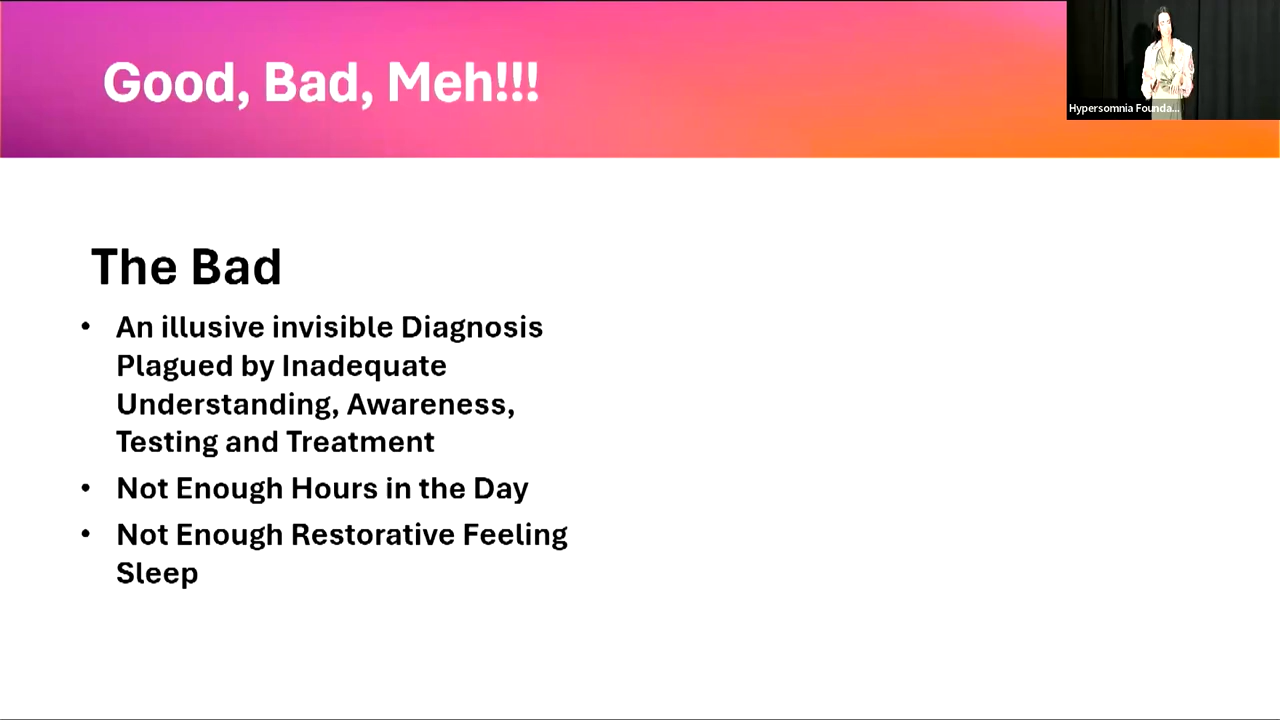 Good, Bad, Meh!!!
Hypersomnia Founda...
The Bad
• An illusive invisible Diagnosis
Plagued by Inadequate
Understanding, Awareness,
Testing and Treatment
• Not Enough Hours in the Day
• Not Enough Restorative Feeling
Sleep